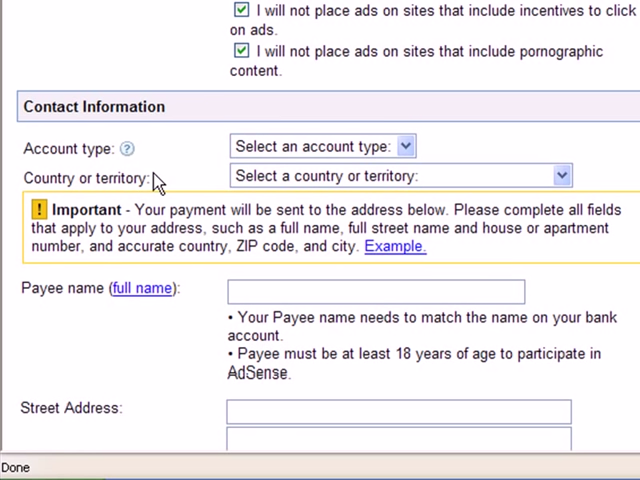 I will not place ads on sites that include incentives to click
on ads.
I will not place ads on sites that include pornographic
content.
Contact Information
Account type: ? Select an account type:
Country or territory: Select a country or territory:
! Important - Your payment will be sent to the address below. Please complete all fields
that apply to your address, such as a full name, full street name and house or apartment
number, and accurate country, ZIP code, and city. Example.
Payee name (full name):
• Your Payee name needs to match the name on your bank
account.
• Payee must be at least 18 years of age to participate in
AdSense.
Street Address:
Done